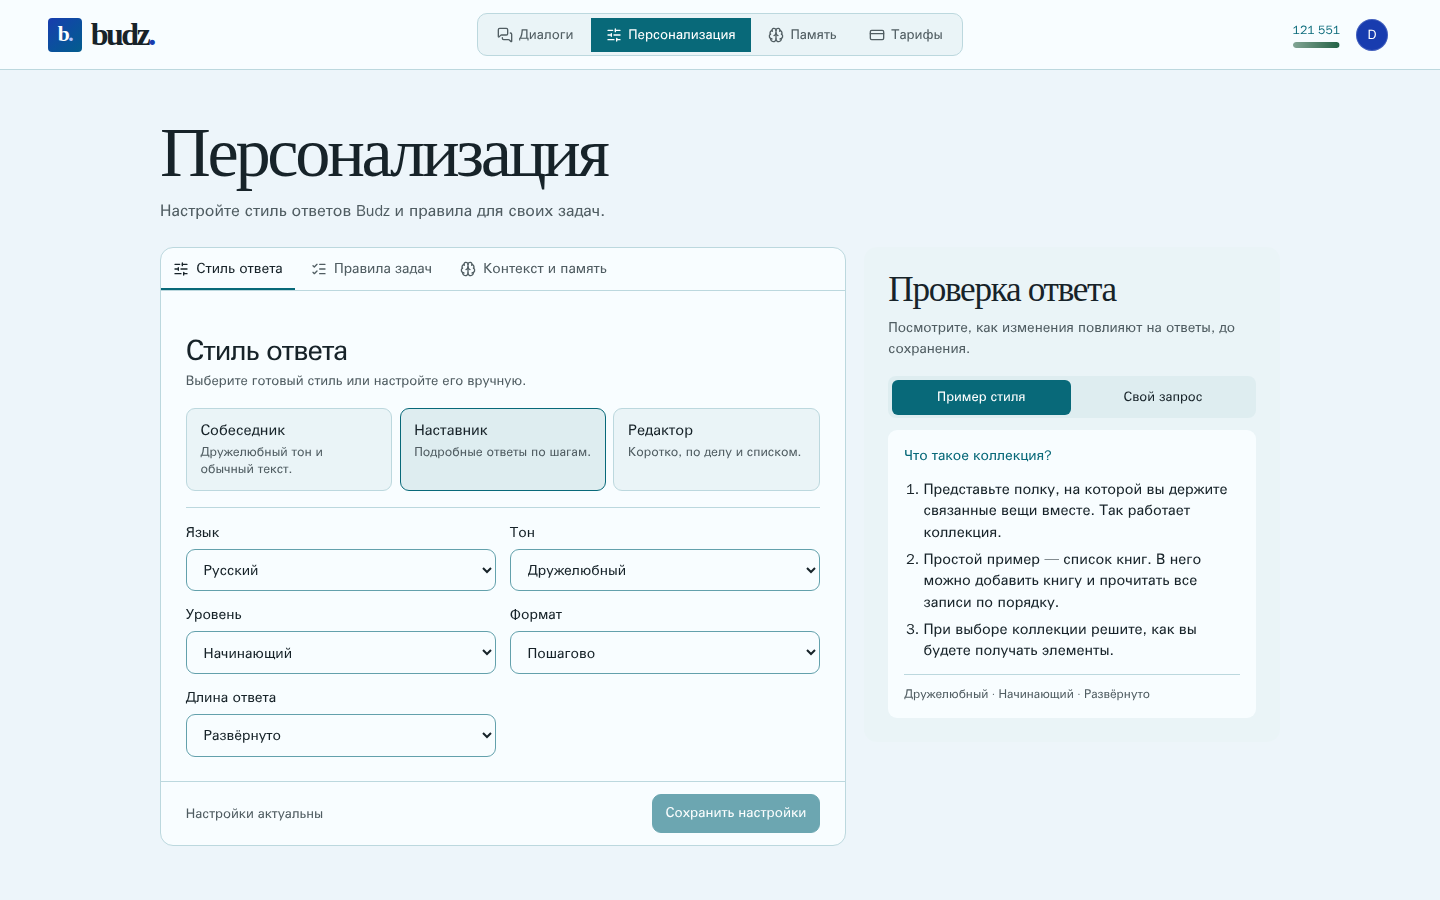 b. budz.
Диалоги
Персонализация
Память
Тарифы
121 551
D
Персонализация
Настройте стиль ответов Budz и правила для своих задач.
Стиль ответа
Правила задач
Контекст и память
Стиль ответа
Выберите готовый стиль или настройте его вручную.
Собеседник
Дружелюбный тон и
обычный текст.
Наставник
Подробные ответы по шагам.
Редактор
Коротко, по делу и списком.
Язык
Русский
Тон
Дружелюбный
Уровень
Начинающий
Формат
Пошагово
Длина ответа
Развёрнуто
Настройки актуальны
Сохранить настройки
Проверка ответа
Посмотрите, как изменения повлияют на ответы, до
сохранения.
Пример стиля
Свой запрос
Что такое коллекция?
1. Представьте полку, на которой вы держите
связанные вещи вместе. Так работает
коллекция.
2. Простой пример — список книг. В него
можно добавить книгу и прочитать все
записи по порядку.
3. При выборе коллекции решите, как вы
будете получать элементы.
Дружелюбный · Начинающий · Развёрнуто